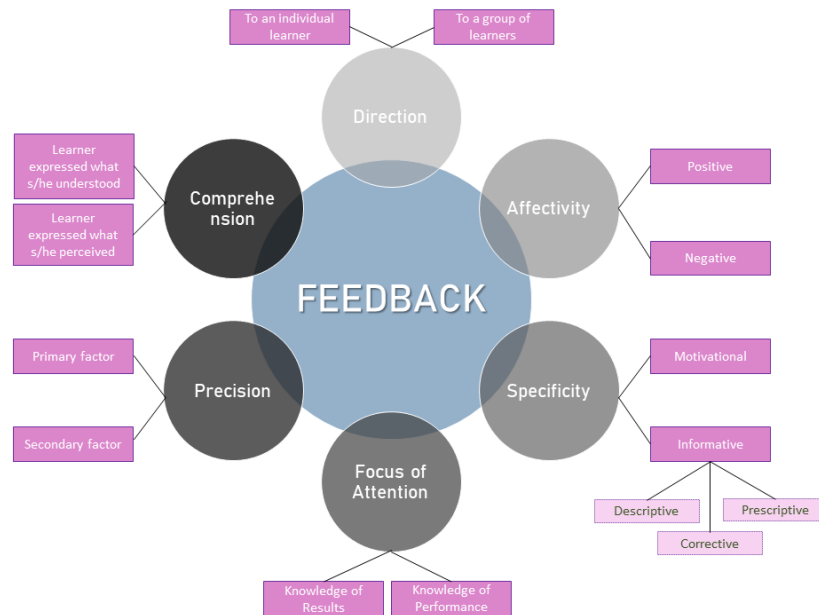 To an individual
learner
To a group of
learners
Direction
Learner
expressed what
s/he understood
Learner
expressed what
s/he perceived
Comprehe
nsion
Affectivity
Positive
Negative
FEEDBACK
Primary factor
Secondary factor
Precision
Specificity
Motivational
Informative
Descriptive
Prescriptive
Corrective
Focus of
Attention
Knowledge of
Results
Knowledge of
Performance